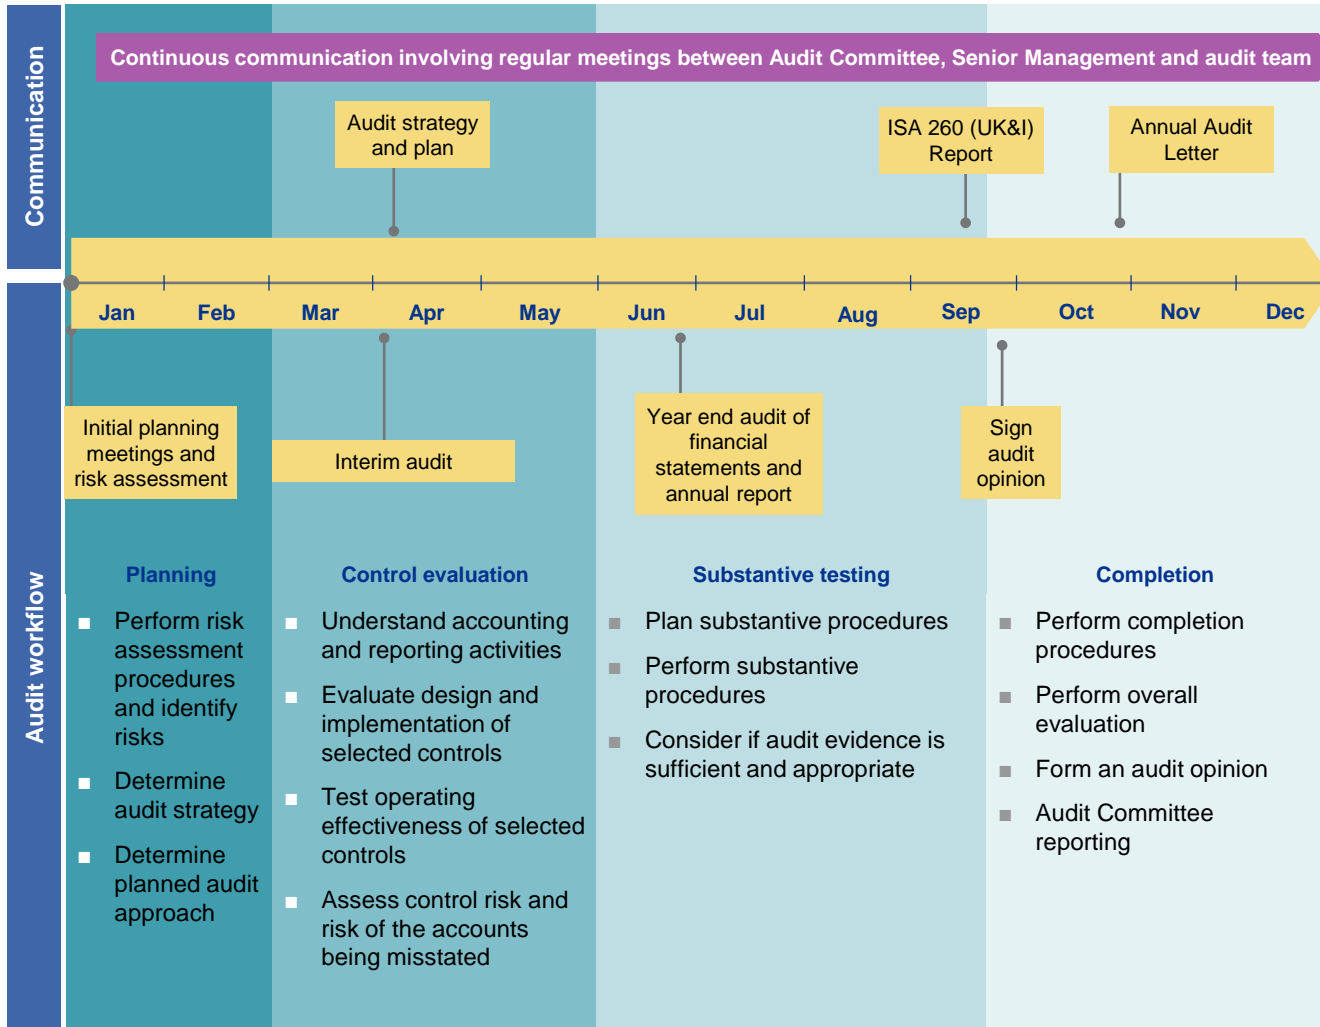 Communication
Continuous communication involving regular meetings between Audit Committee, Senior Management and audit team
Audit strategy
and plan
ISA 260 (UK&I)
Report
Annual Audit
Letter
Jan
Feb
Mar
Apr
May
Jun
Jul
Aug
Sep
Oct
Nov
Dec
Initial planning
meetings and
risk assessment
Interim audit
Year end audit of
financial
statements and
annual report
Sign
audit
opinion
Audit workflow
Planning
Perform risk
assessment
procedures
and identify
risks
Determine
audit strategy
Determine
planned audit
approach
Control evaluation
Understand accounting
and reporting activities
Evaluate design and
implementation of
selected controls
Test operating
effectiveness of selected
controls
Assess control risk and
risk of the accounts
being misstated
Substantive testing
Plan substantive procedures
Perform substantive
procedures
Consider if audit evidence is
sufficient and appropriate
Completion
Perform completion
procedures
Perform overall
evaluation
Form an audit opinion
Audit Committee
reporting